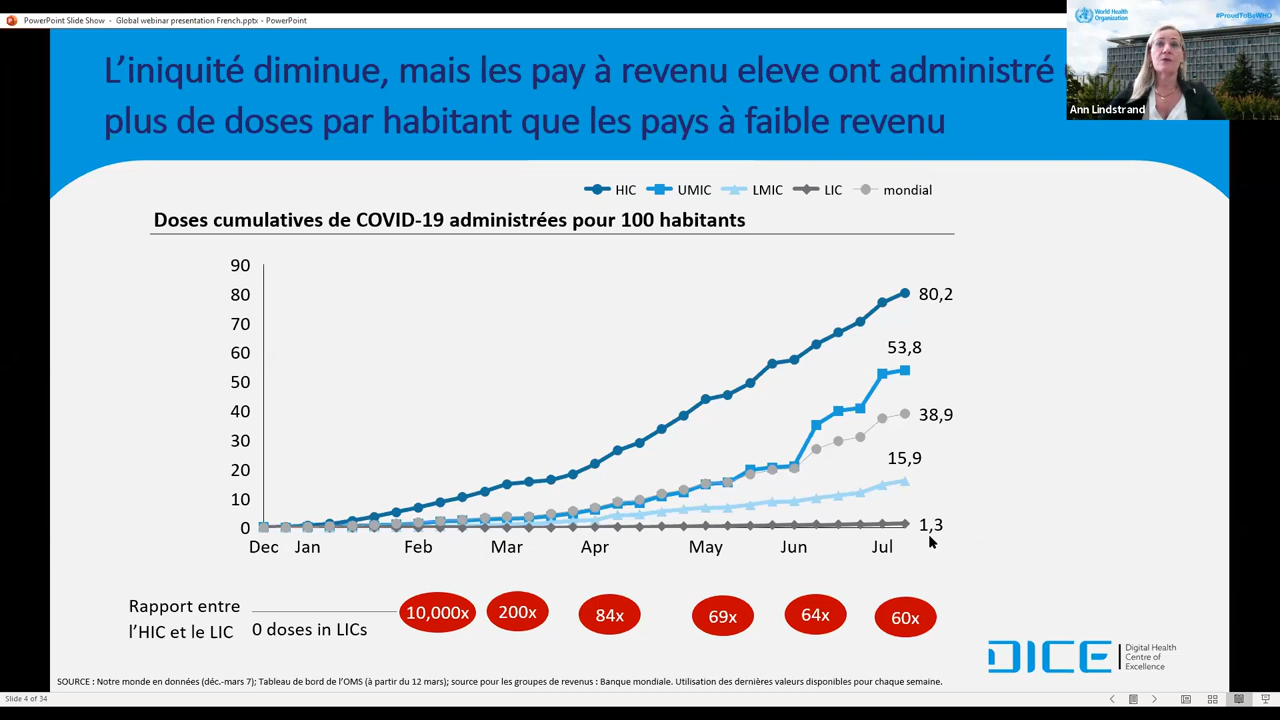 PowerPoint Slide Show - Global webinar presentation French.pptx - PowerPoint
World Health
Organization
#ProudToBeWHO
Ann Lindstrand
L'iniquité diminue, mais les pay à revenu eleve ont administré
plus de doses par habitant que les pays à faible revenu
HIC UMIC LMIC LIC mondial
Doses cumulatives de COVID-19 administrées pour 100 habitants
90
80
70
60
50
40
30
20
10
0
80,2
53,8
38,9
15,9
1,3
Dec Jan Feb Mar Apr May Jun Jul
Rapport entre
l'HIC et le LIC
0 doses in LICs
10,000x 200x 84x 69x 64x 60x
DICE
Digital Health
Centre of
Excellence
SOURCE : Notre monde en données (déc.-mars 7); Tableau de bord de l'OMS (à partir du 12 mars); source pour les groupes de revenus : Banque mondiale. Utilisation des dernières valeurs disponibles pour chaque semaine.
Slide 4 of 34